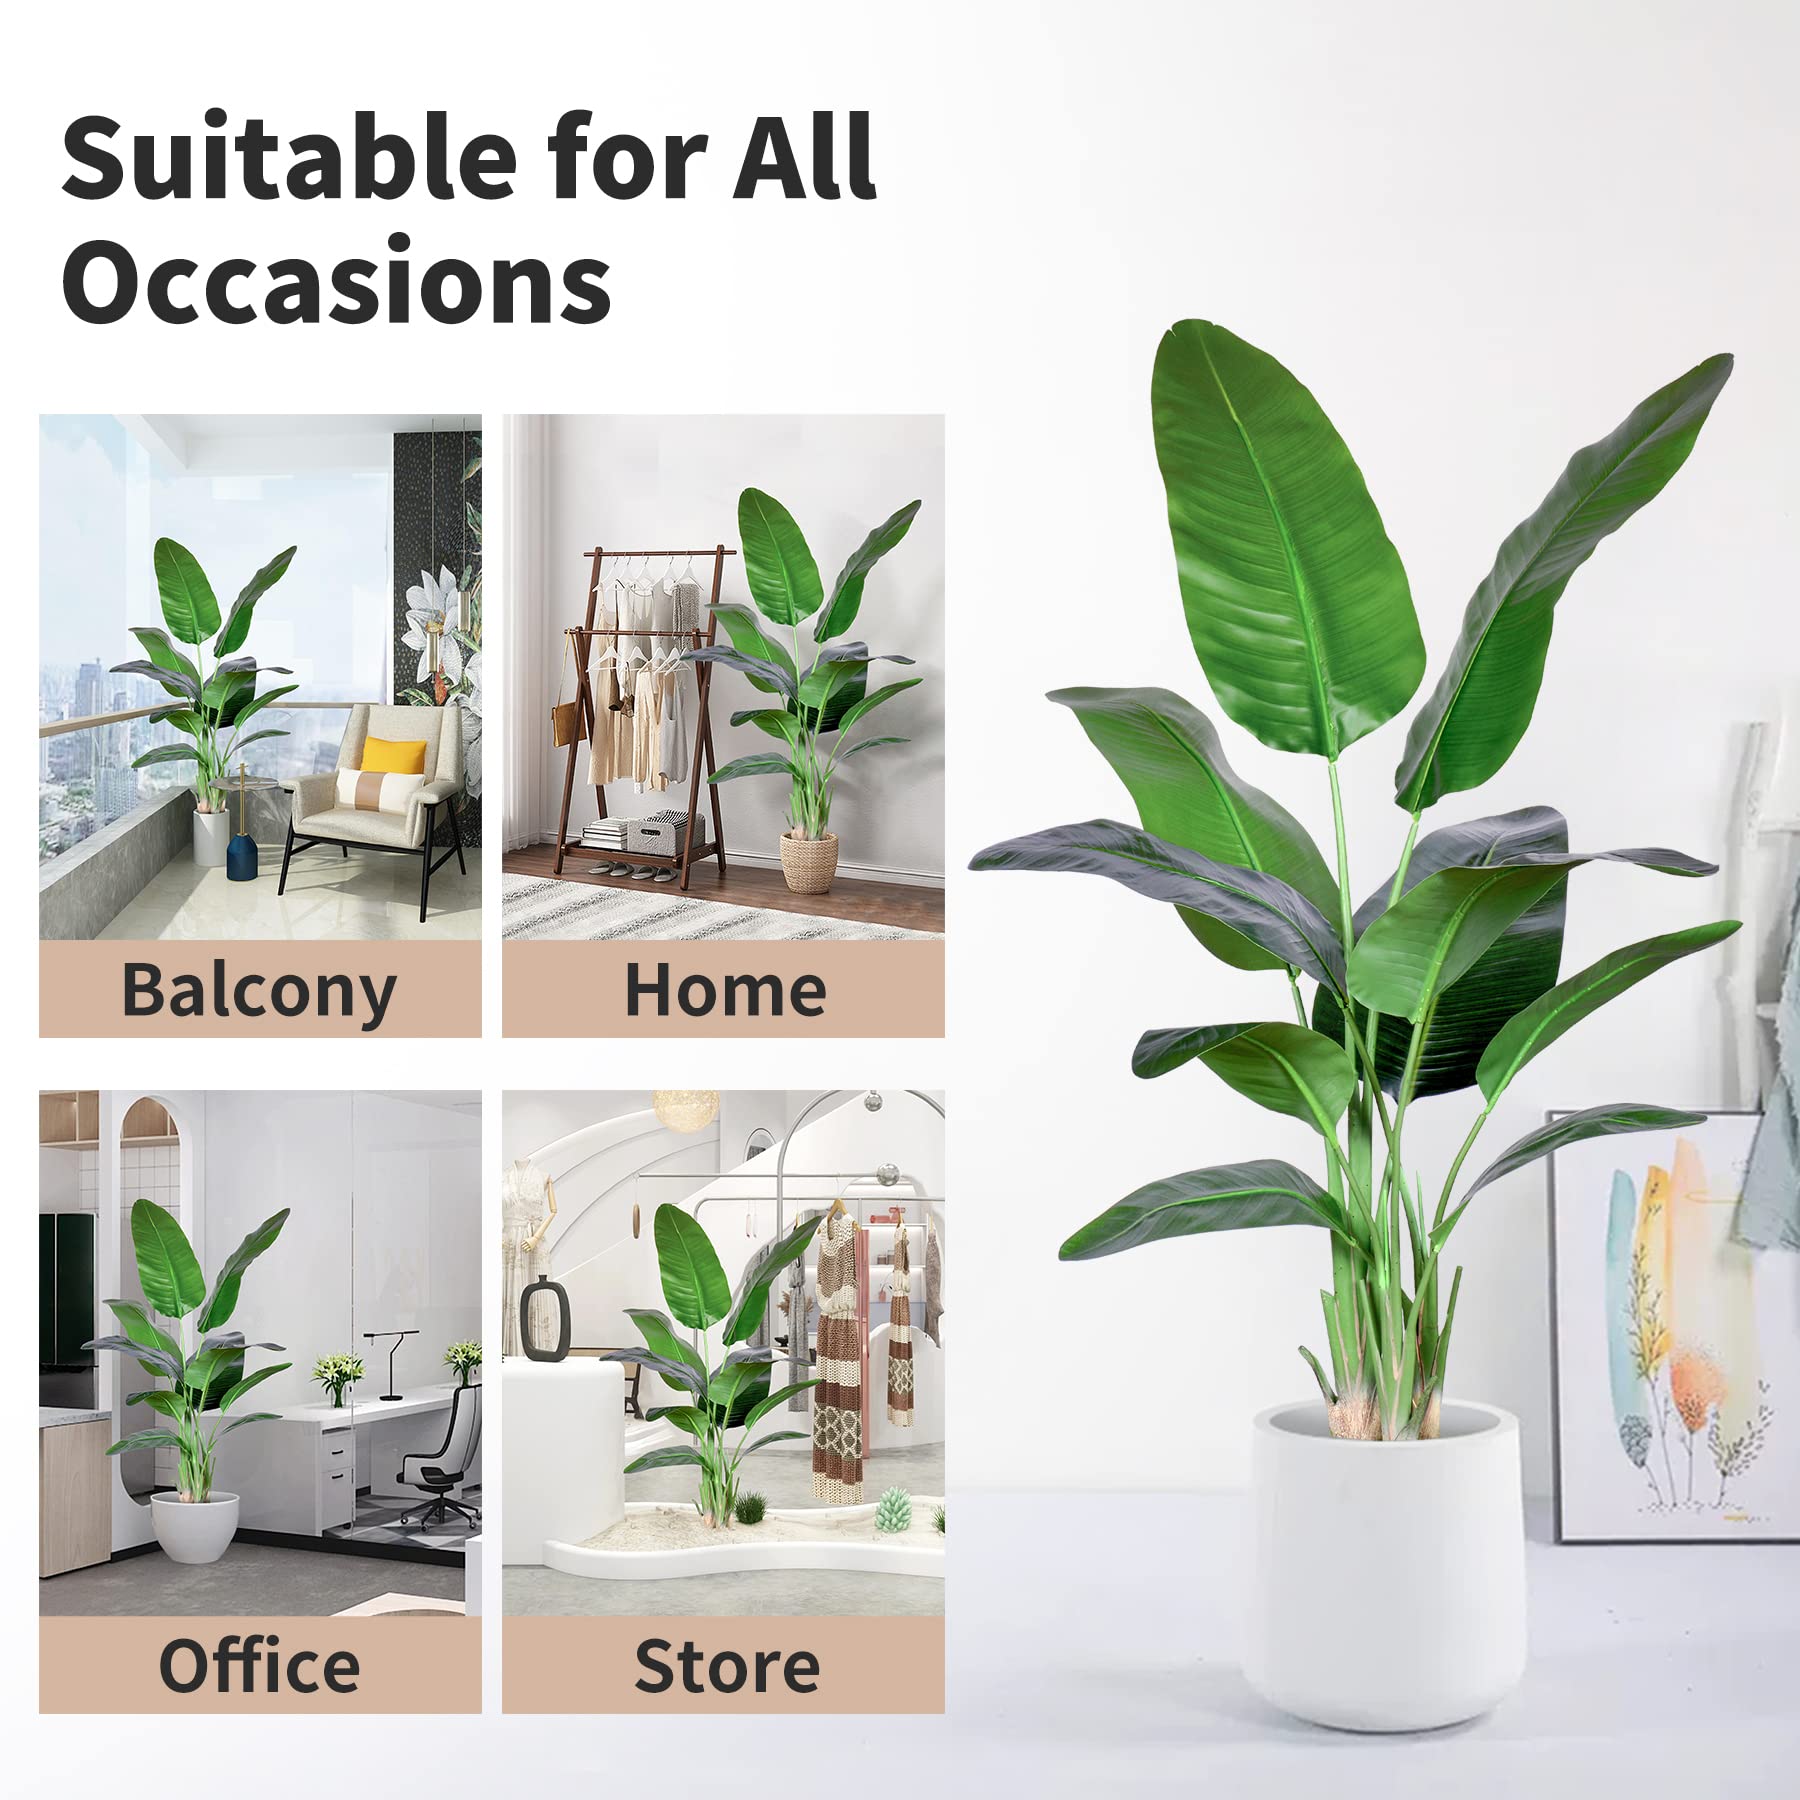 Suitable for All
Occasions
Balcony
Home
Office
Store